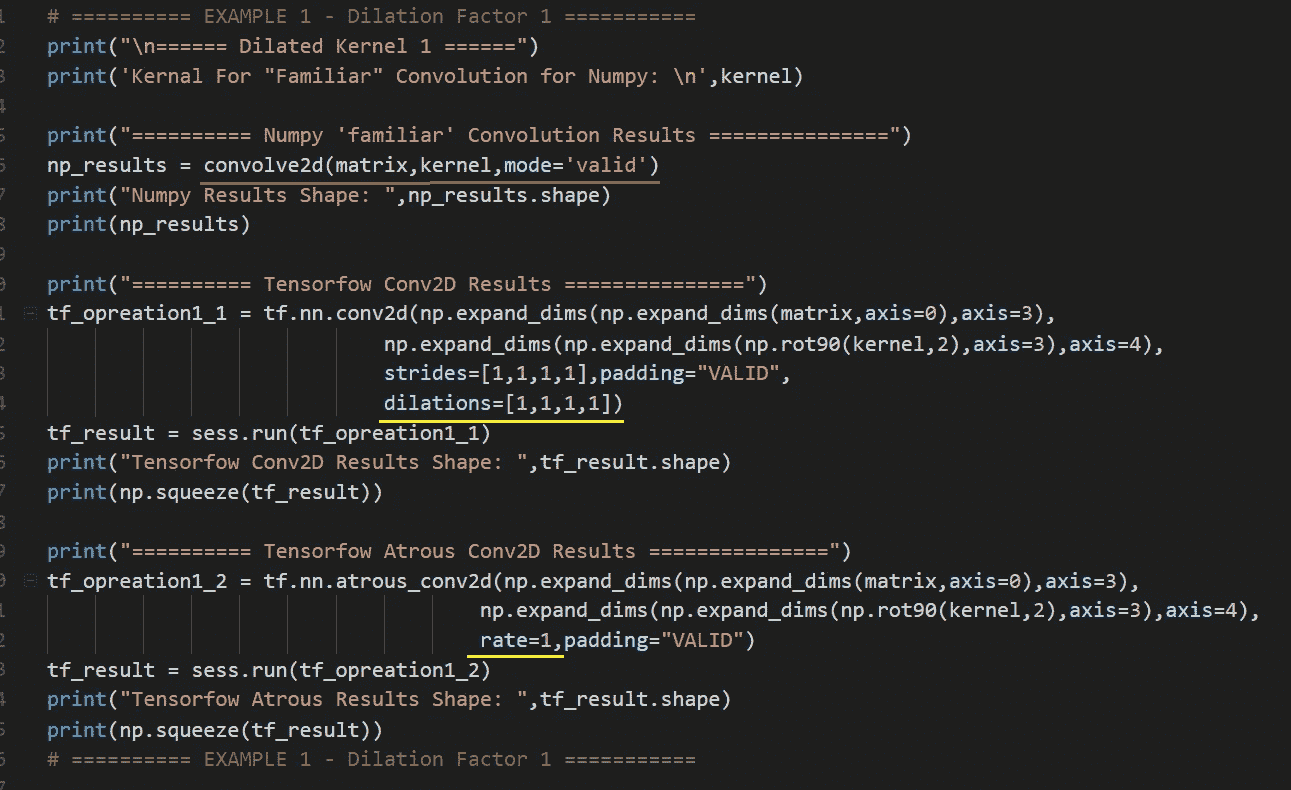 # ========== EXAMPLE 1 - Dilation Factor 1 ===========
print("\n====== Dilated Kernel 1 ======")
print('Kernal For "Familiar" Convolution for Numpy: \n',kernel)
print("========== Numpy 'familiar' Convolution Results ===============")
np_results = convolve2d(matrix,kernel,mode='valid')
print("Numpy Results Shape: ",np_results.shape)
print(np_results)
print("========== Tensorfow Conv2D Results ===============")
tf_opreation1_1 = tf.nn.conv2d(np.expand_dims(np.expand_dims(matrix,axis=0),axis=3),
np.expand_dims(np.expand_dims(np.rot90(kernel,2),axis=3),axis=4),
strides=[1,1,1,1],padding="VALID",
dilations=[1,1,1,1])
tf_result = sess.run(tf_opreation1_1)
print("Tensorfow Conv2D Results Shape: ",tf_result.shape)
print(np.squeeze(tf_result))
print("========== Tensorfow Atrous Conv2D Results ===============")
tf_opreation1_2 = tf.nn.atrous_conv2d(np.expand_dims(np.expand_dims(matrix,axis=0),axis=3),
np.expand_dims(np.expand_dims(np.rot90(kernel,2),axis=3),axis=4),
rate=1,padding="VALID")
tf_result = sess.run(tf_opreation1_2)
print("Tensorfow Atrous Results Shape: ",tf_result.shape)
print(np.squeeze(tf_result))
# ========== EXAMPLE 1 - Dilation Factor 1 ===========